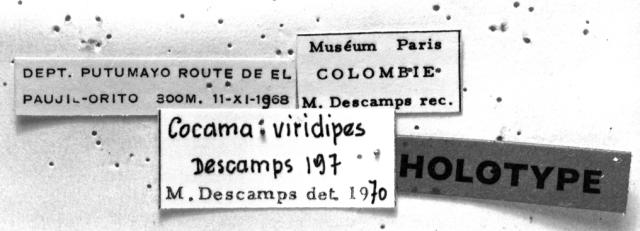 Muséum Paris
COLOMBIE
M. Descamps rec.
DEPT. PUTUMAYO ROUTE DE EL
PAUJIL-ORITO 300M. 11-XI-1968
Cocama viridipes
Descamps 197
M. Descamps det. 1970
HOLOTYPE